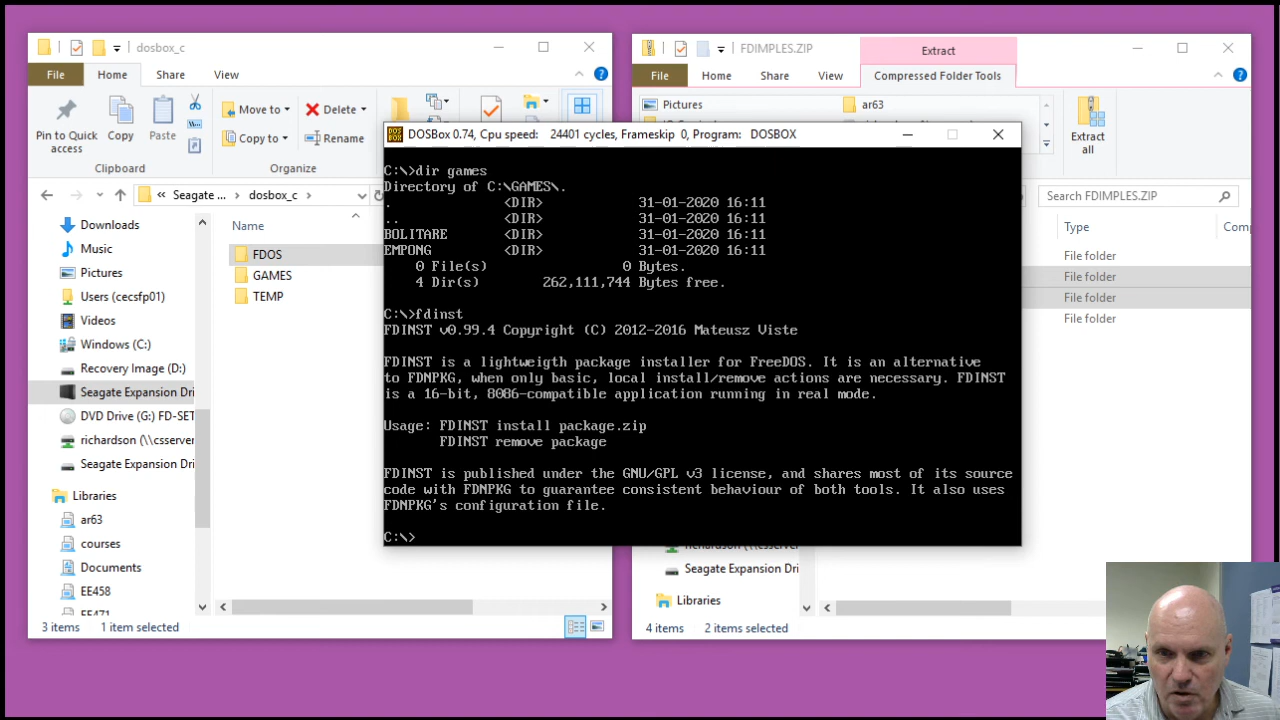 dosbox_c
File
Home
Share
View
Pin to Quick
access
Copy
Paste
Move to
Copy to
Delete
Rename
Clipboard
Organize
Seagate ...
dosbox_c
Downloads
Music
Pictures
Users (cecsfp01)
Videos
Windows (C:)
Recovery Image (D:)
Seagate Expansion Dri
DVD Drive (G:) FD-SET
richardson (\\csserver
Seagate Expansion Dri
Libraries
ar63
courses
Documents
EE458
EE471
Name
FDOS
GAMES
TEMP
3 items
1 item selected
FDIMPLES.ZIP
Extract
File
Home
Share
View
Compressed Folder Tools
Pictures
ar63
Extract
all
Search FDIMPLES.ZIP
Type
Comp
File folder
File folder
File folder
File folder
Seagate Expansion Dri
Libraries
4 items
2 items selected
DOSBox 0.74, Cpu speed: 24401 cycles, Frameskip 0, Program: DOSBOX
C:\>dir games
Directory of C:\GAMES\.
. <DIR> 31-01-2020 16:11
.. <DIR> 31-01-2020 16:11
BOLITARE <DIR> 31-01-2020 16:11
EMPONG <DIR> 31-01-2020 16:11
0 File(s) 0 Bytes.
4 Dir(s) 262,111,744 Bytes free.
C:\>fdinst
FDINST v0.99.4 Copyright (C) 2012-2016 Mateusz Viste
FDINST is a lightweigth package installer for FreeDOS. It is an alternative
to FDNPKG, when only basic, local install/remove actions are necessary. FDINST
is a 16-bit, 8086-compatible application running in real mode.
Usage: FDINST install package.zip
FDINST remove package
FDINST is published under the GNU/GPL v3 license, and shares most of its source
code with FDNPKG to guarantee consistent behaviour of both tools. It also uses
FDNPKG's configuration file.
C:\>